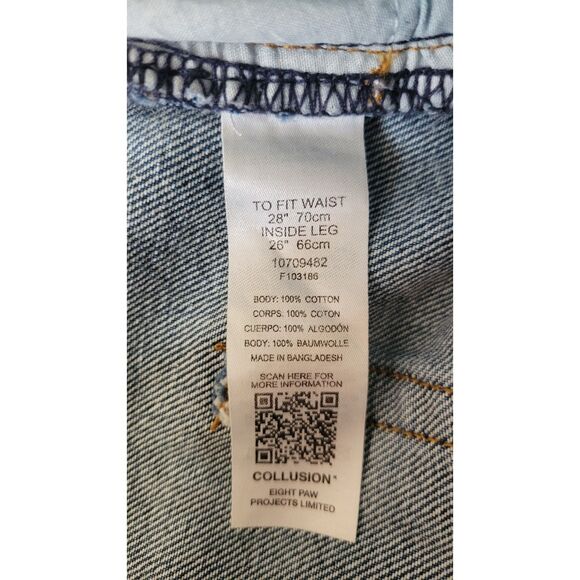 TO FIT WAIST
28" 70cm
INSIDE LEG
26" 66cm
10709482
F103186
BODY: 100% COTTON
CORPS: 100% COTON
CUERPO: 100% ALGODÓN
BODY: 100% BAUMWOLLE
MADE IN BANGLADESH
SCAN HERE FOR
MORE INFORMATION
COLLUSION
EIGHT PAW
PROJECTS LIMITED